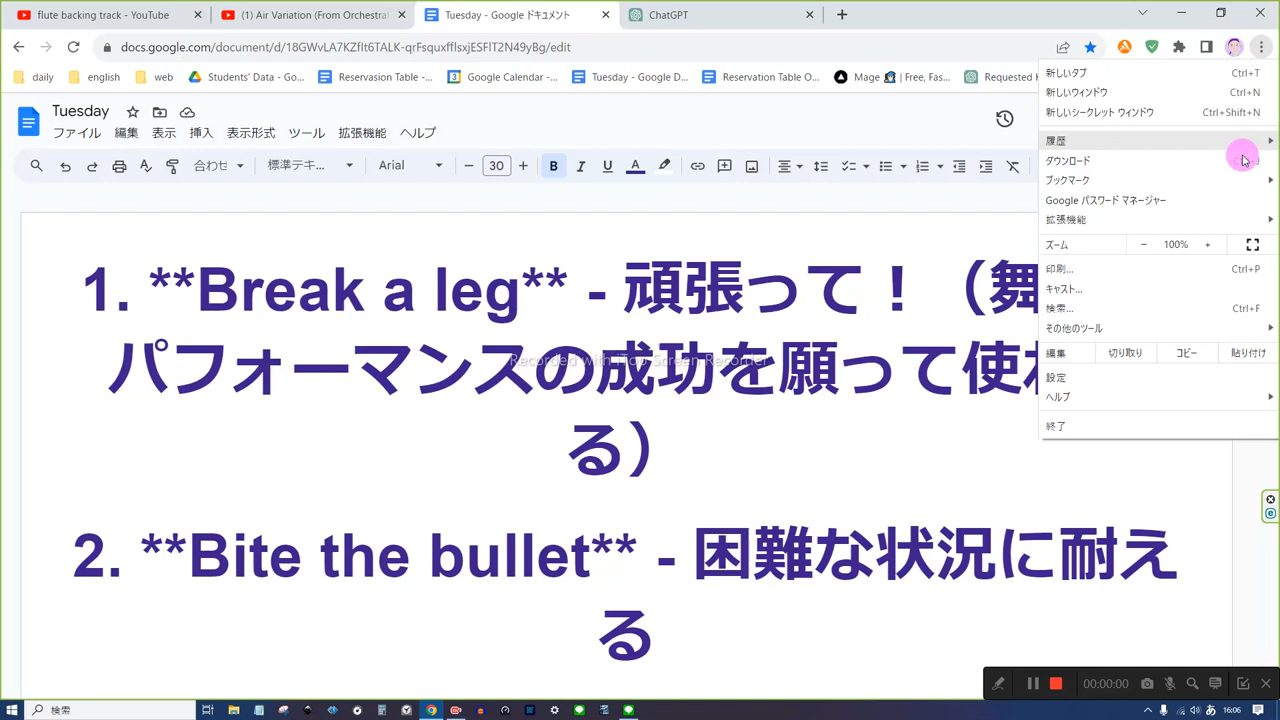 flute backing track - YouTube
(1) Air Variation (From Orchestral
Tuesday - Google ドキュメント
ChatGPT
docs.google.com/document/d/18GWvLA7KZflt6TALK-qrFsquxfflsxjESFlT2N49yBg/edit
daily
english
web
Students' Data - Go...
Reservasion Table -...
Google Calendar -...
Tuesday - Google D...
Reservation Table O...
Mage 🧙 | Free, Fas...
Requested
Tuesday
ファイル 編集 表示 挿入 表示形式 ツール 拡張機能 ヘルプ
合わせ 標準テキ... Arial 30 B I U A
新しいタブ Ctrl+T
新しいウィンドウ Ctrl+N
新しいシークレット ウィンドウ Ctrl+Shift+N
履歴
ダウンロード
ブックマーク
Google パスワード マネージャー
拡張機能
ズーム － 100% +
印刷... Ctrl+P
キャスト...
検索... Ctrl+F
その他のツール
編集 切り取り コピー 貼り付け
設定
ヘルプ
終了
1. **Break a leg** - 頑張って！（舞
パフォーマンスの成功を願って使わ
る）
Recorded with iTop Screen Recorder
2. **Bite the bullet** - 困難な状況に耐え
る
00:00:00
検索
あ
16:06